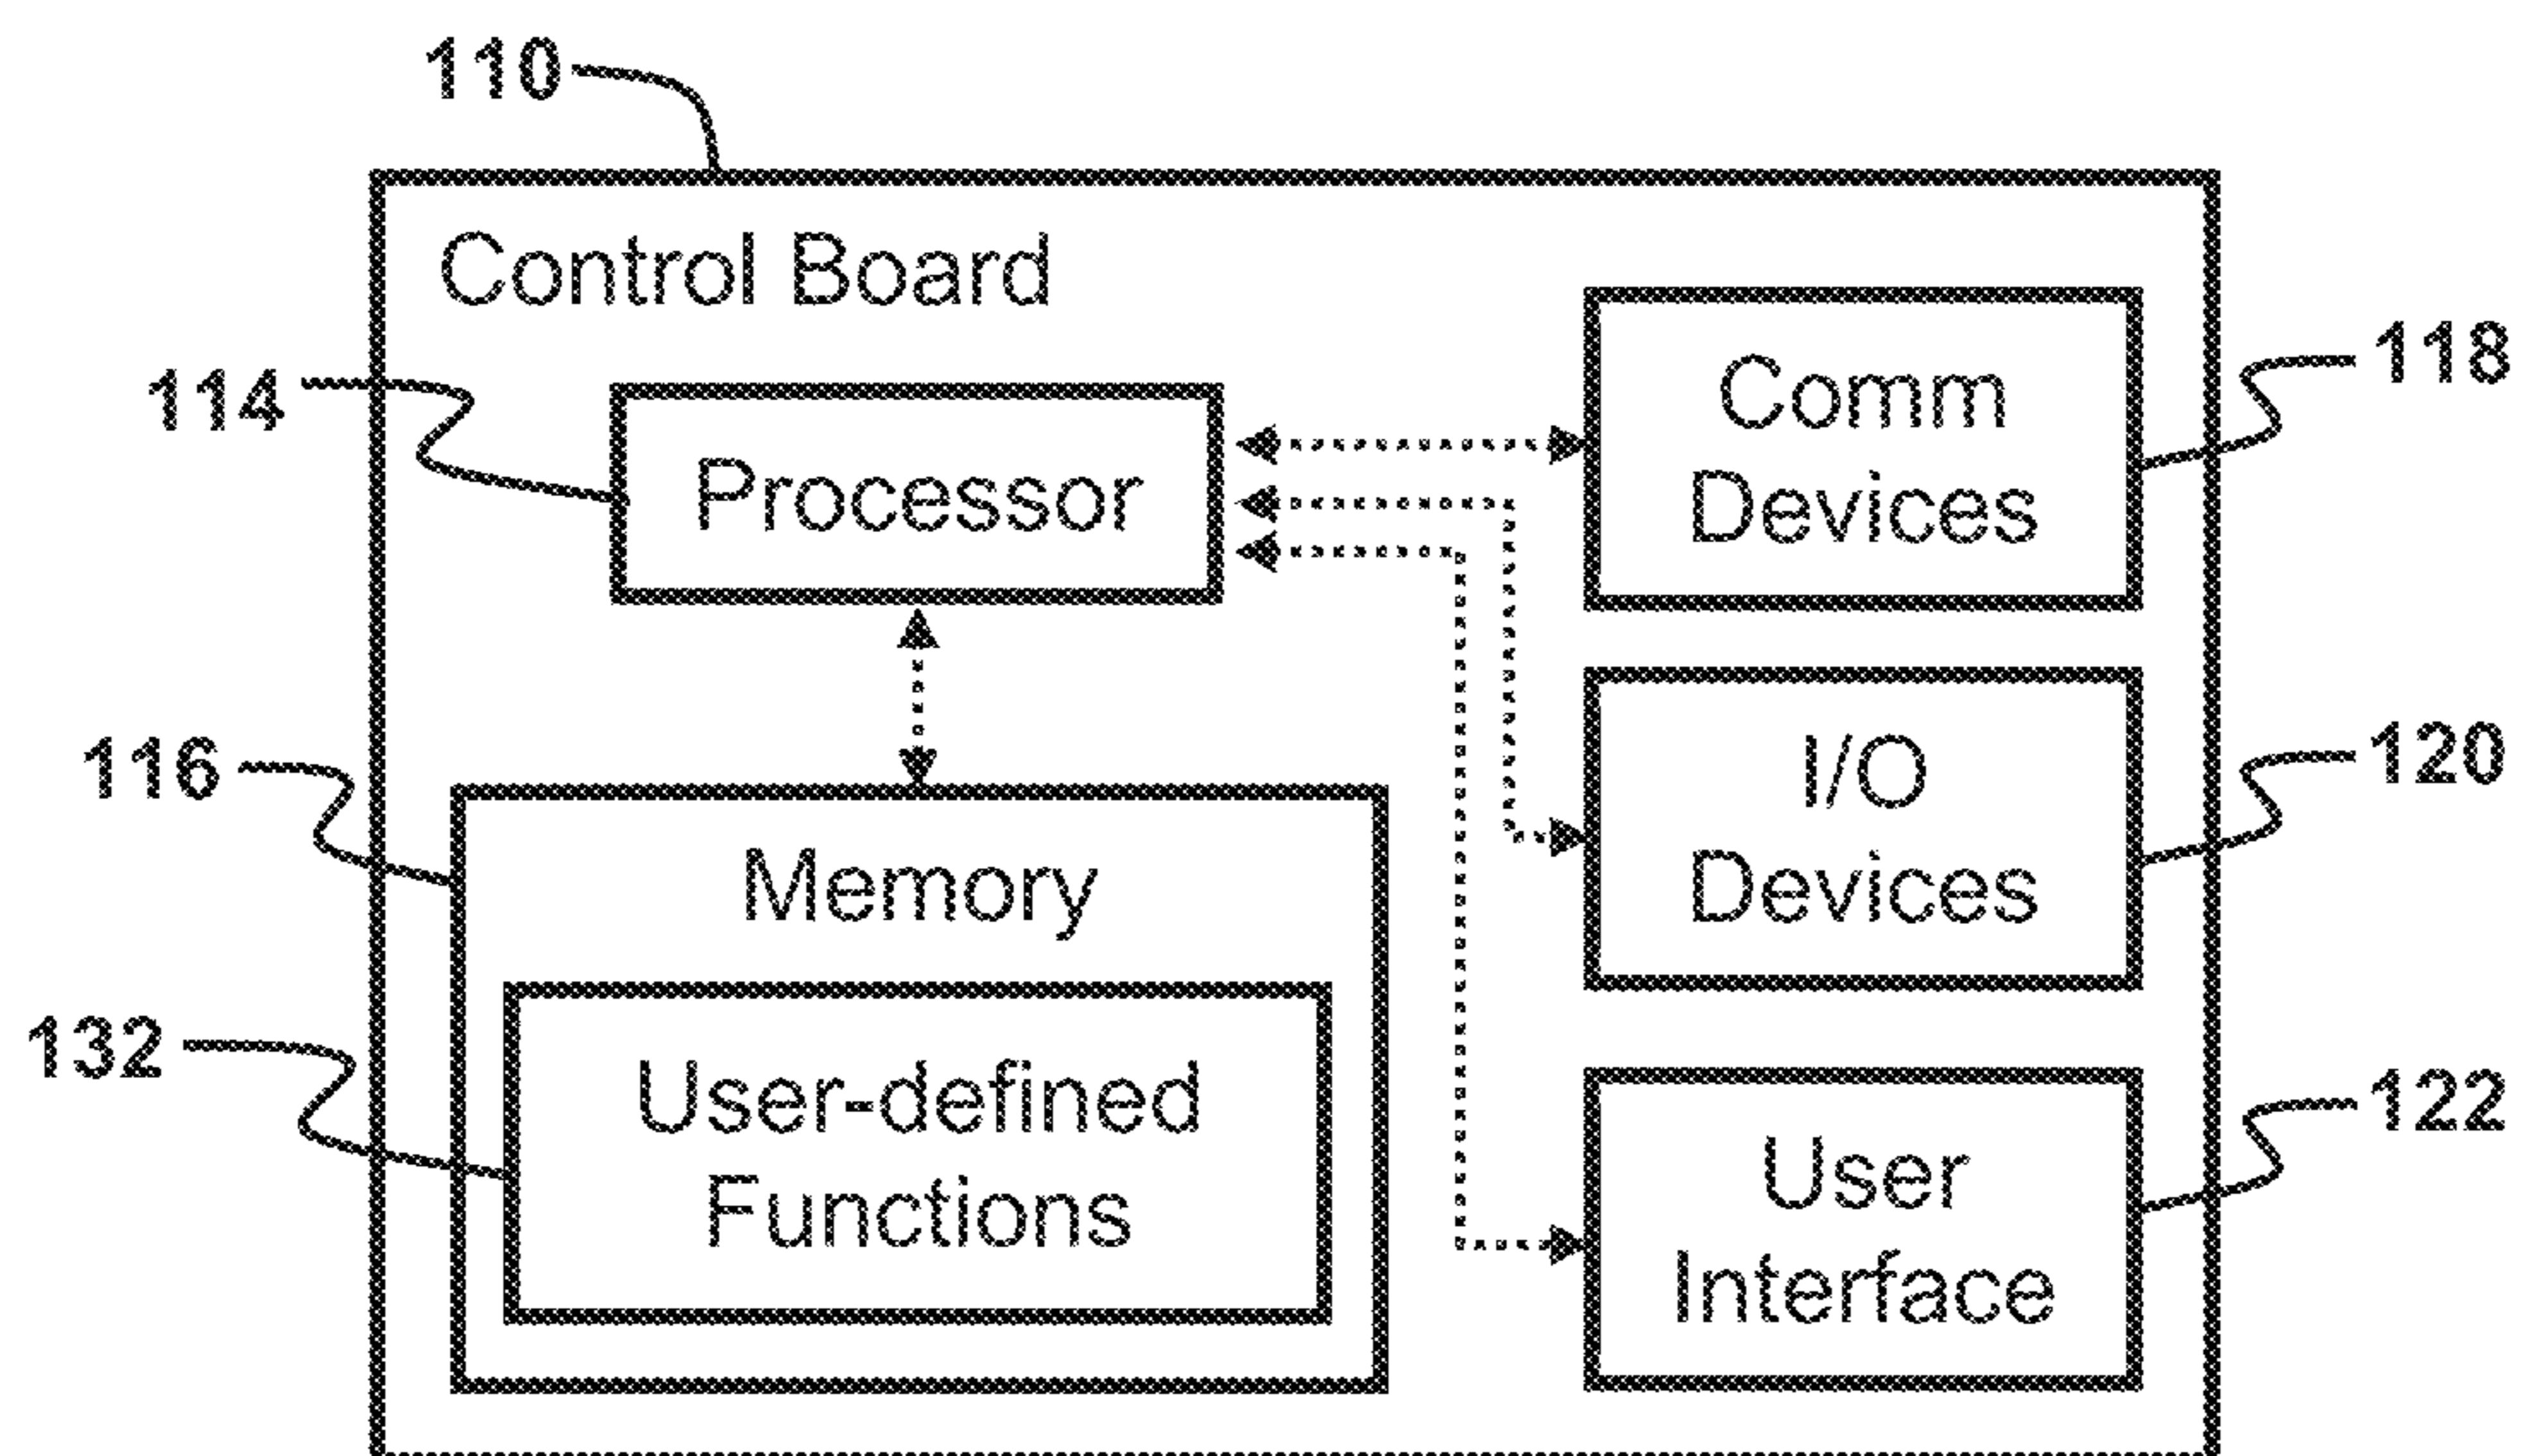 110
Control Board
114
Processor
Comm
Devices
118
116
Memory
I/O
Devices
120
132
User-defined
Functions
User
Interface
122